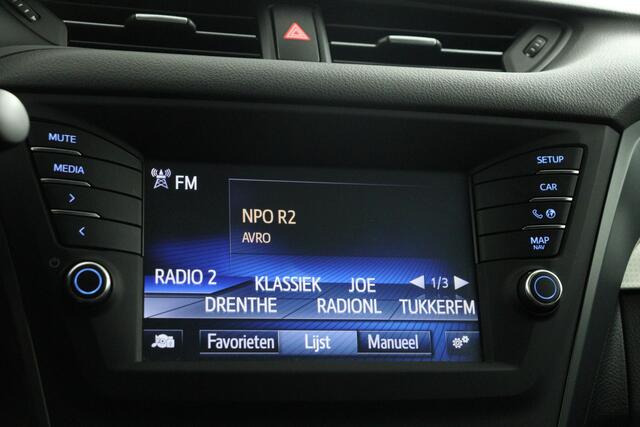 MUTE
MEDIA
>
<
SETUP
CAR
MAP
NAV
FM
NPO R2
AVRO
RADIO 2 KLASSIEK JOE 1/3
DRENTHE RADIONL TUKKERFM
Favorieten Lijst Manueel